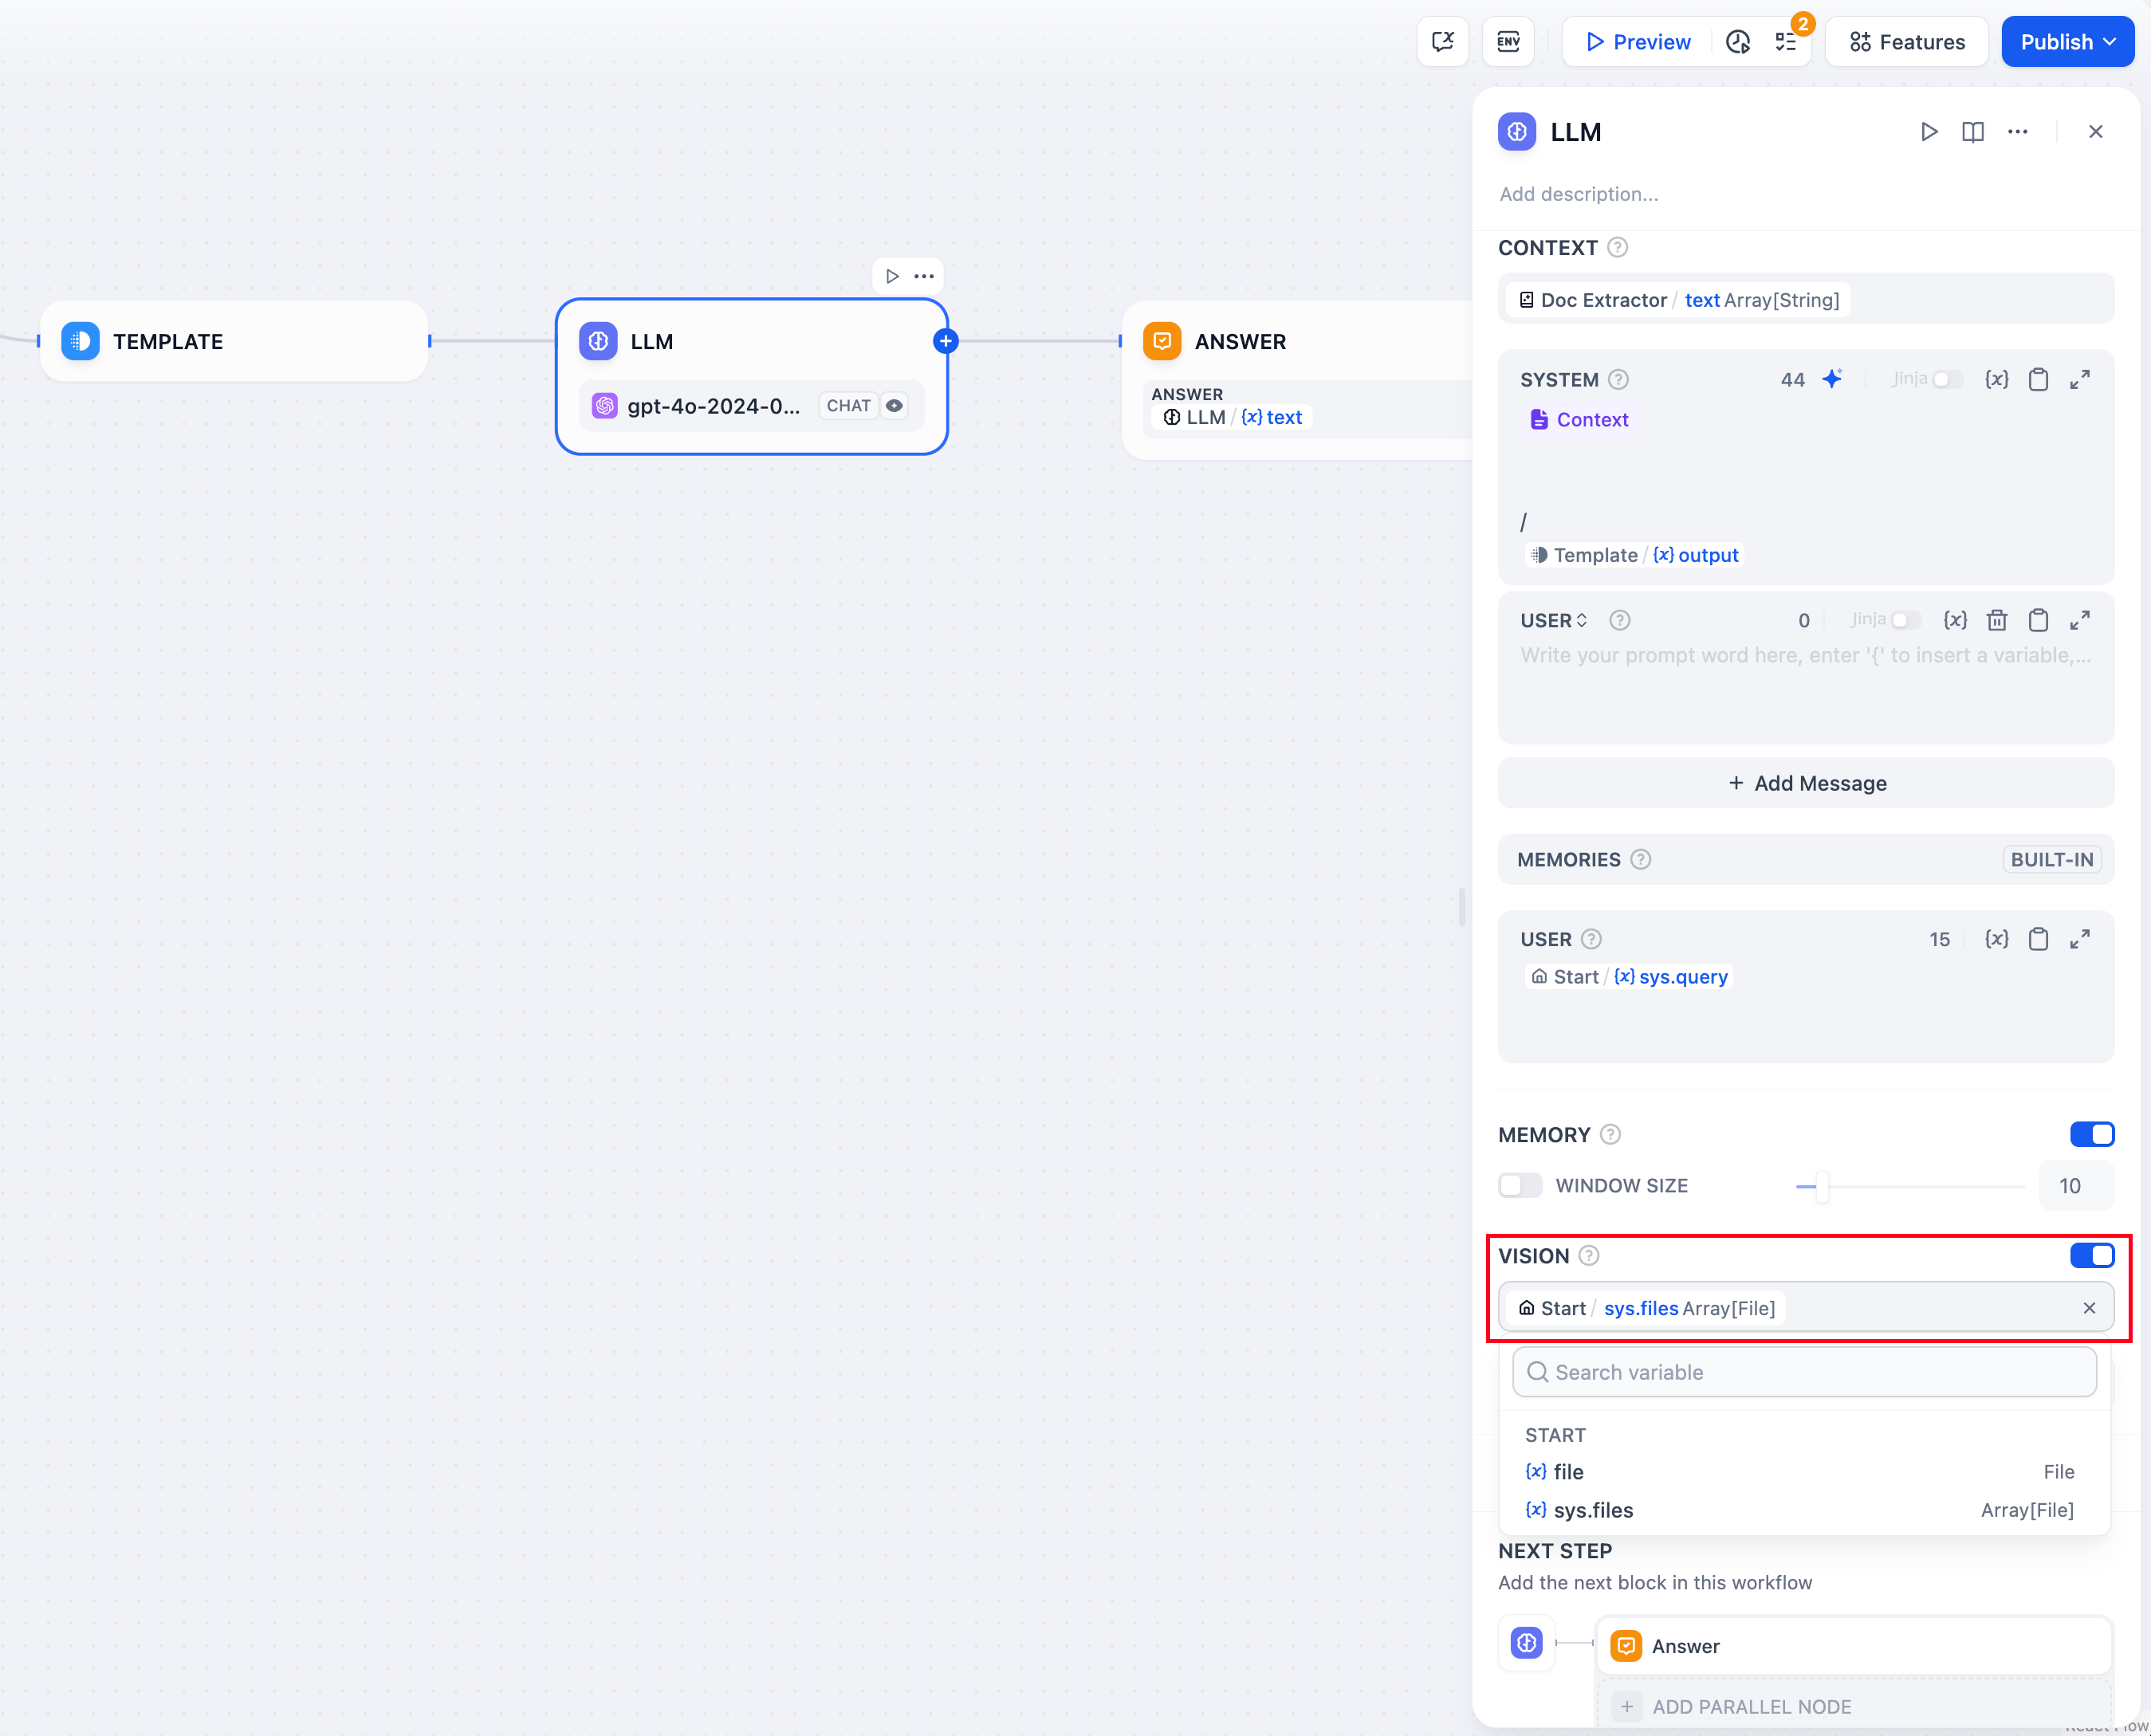 ENV
Preview
2
Features
Publish
LLM
Add description...
CONTEXT
Doc Extractor / text Array[String]
TEMPLATE
LLM
gpt-4o-2024-0... CHAT
ANSWER
ANSWER
LLM / {x} text
SYSTEM 44 Jinja {x}
Context
/
Template / {x} output
USER 0 Jinja {x}
Write your prompt word here, enter '{' to insert a variable,...
+ Add Message
MEMORIES BUILT-IN
USER 15 {x}
Start / {x} sys.query
MEMORY
WINDOW SIZE 10
VISION
Start / sys.files Array[File]
Search variable
START
{x} file File
{x} sys.files Array[File]
NEXT STEP
Add the next block in this workflow
Answer
+ ADD PARALLEL NODE
React Flow